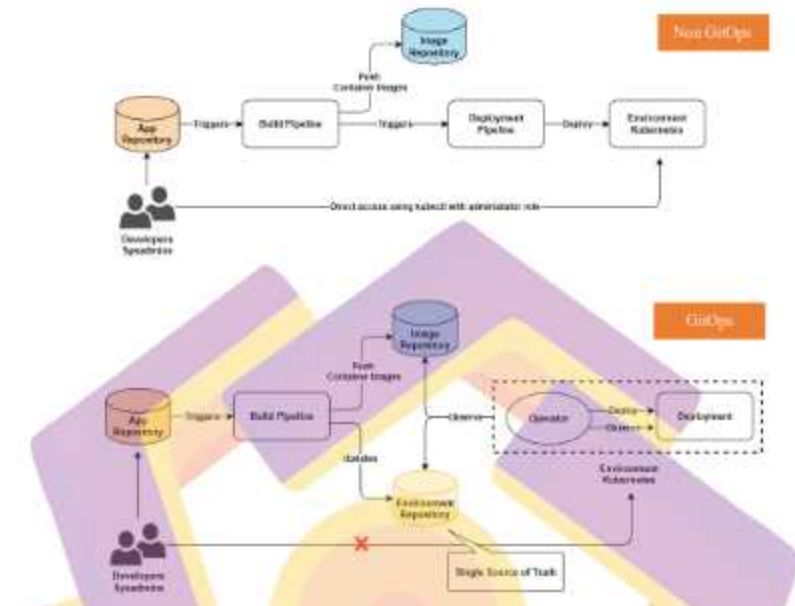 Non GitOps
Image
Repository
Push
Container Images
App
Repository
Triggers
Build Pipeline
Triggers
Deployment
Pipeline
Deploy
Environment
Kubernetes
Direct access using kubectl with administrator role
Developers
Sysadmins
GitOps
Image
Repository
Push
Container Images
App
Repository
Triggers
Build Pipeline
Observe
Operator
Deploy
Observe
Deployment
Updates
Environment
Kubernetes
Environment
Repository
Developers
Sysadmins
Single Source of Truth